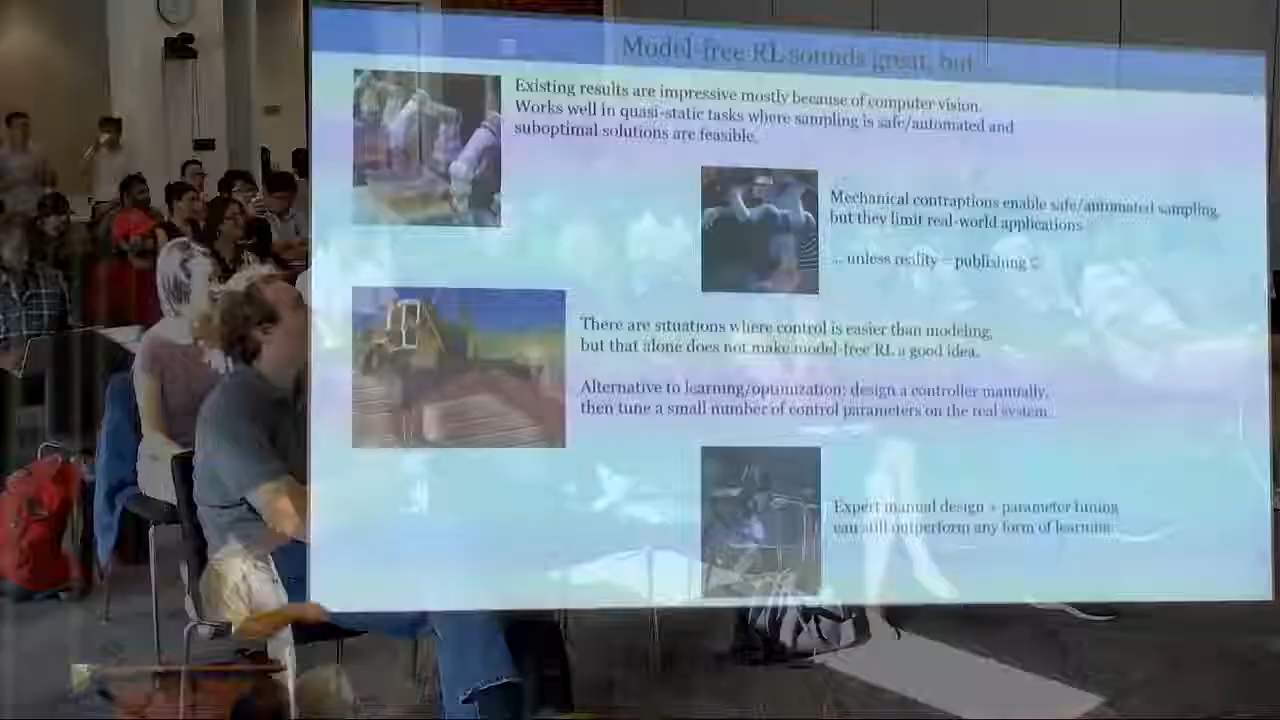 Model-free RL sounds great, but
Existing results are impressive mostly because of computer vision.
Works well in quasi-static tasks where sampling is safe/automated and
suboptimal solutions are feasible.
Mechanical contraptions enable safe/automated sampling
but they limit real-world applications
... unless reality = publishing ☺
There are situations where control is easier than modeling,
but that alone does not make model-free RL a good idea.
Alternative to learning/optimization: design a controller manually,
then tune a small number of control parameters on the real system.
Expert manual design + parameter tuning
can still outperform any form of learning